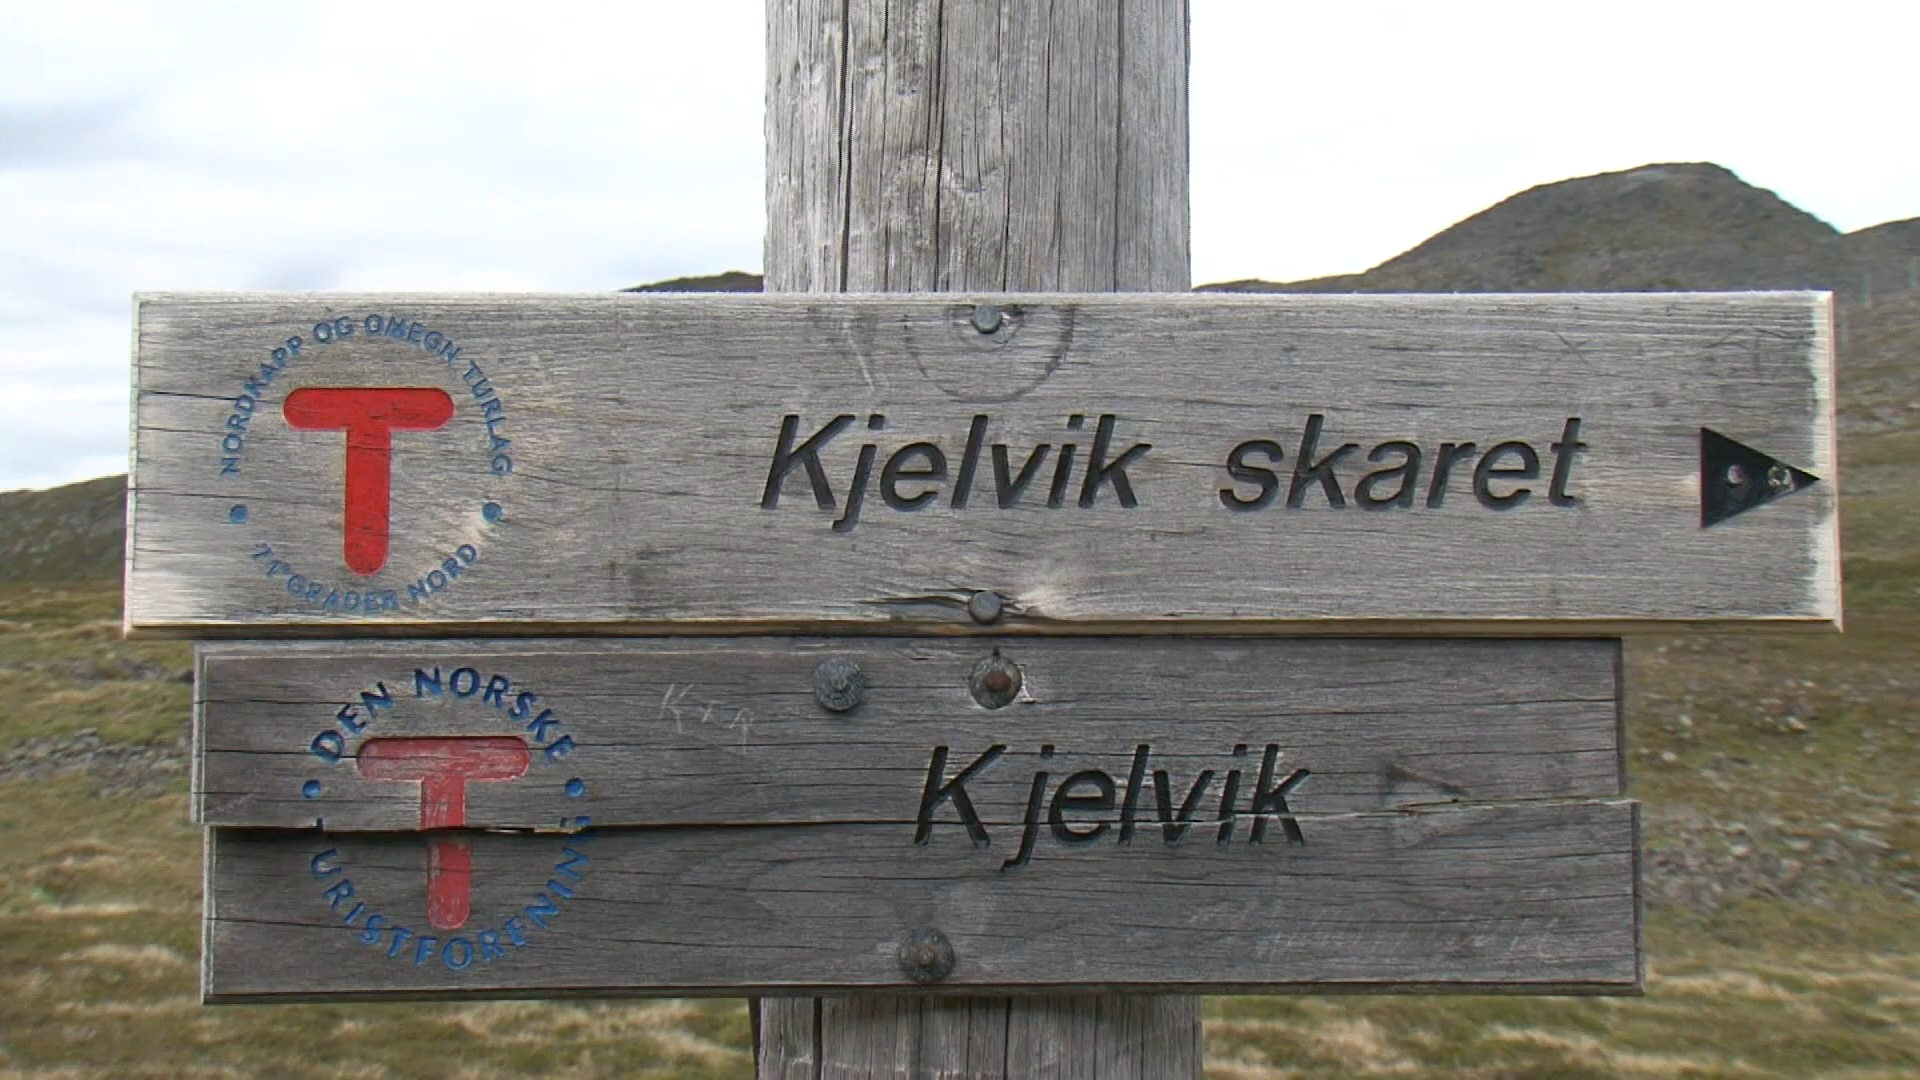 NORDKAPP OG OMEGN TURLAG
T
71°GRADER NORD
Kjelvik skaret
DEN NORSKE
T
TURISTFORENING
K+A
Kjelvik